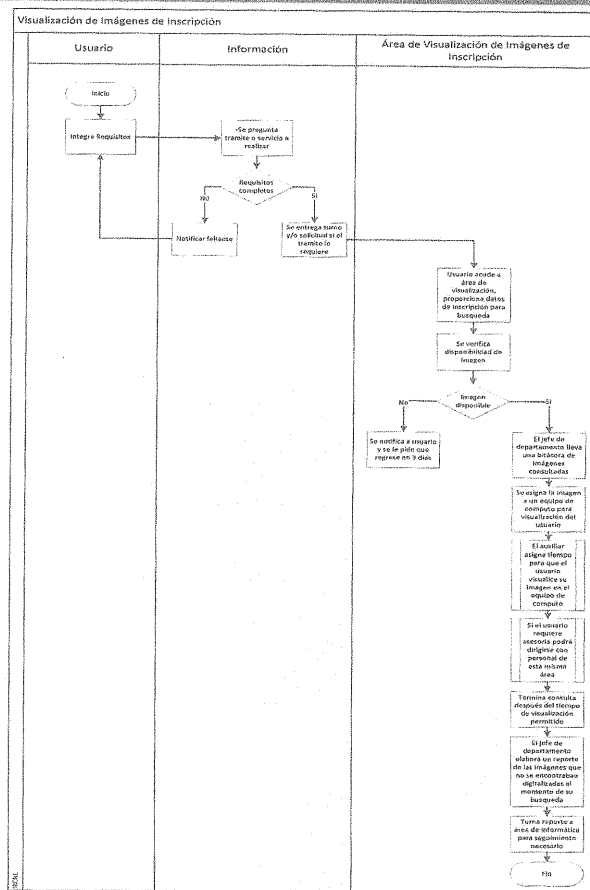 Visualización de Imágenes de Inscripción
Usuario
Información
Área de Visualización de Imágenes de
Inscripción
Inicio
Integra Requisitos
-Se pregunta
tramite o servicio a
realizar
Requisitos
completos
No
Si
Notificar faltante
Se entrega turno
y/o solicitud si el
tramite lo
requiere
Usuario acude a
área de
visualización,
proporciona datos
de inscripción para
busqueda
Se verifica
disponibilidad de
imagen
Imagen
disponible
No
Si
Se notifica a usuario
y se le pide que
regrese en 3 días
El jefe de
departamento lleva
una bitácora de
imágenes
consultadas
Se asigna la imagen
a un equipo de
computo para
visualización del
usuario
El auxiliar
asigna tiempo
para que el
usuario
visualice su
imagen en el
equipo de
computo
Si el usuario
requiere
asesoría podrá
dirigirse con
personal de
esta misma
área
Termina consulta
después del tiempo
de visualización
permitido
El jefe de
departamento
elabora un reporte
de las imágenes que
no se encontraban
digitalizadas al
momento de su
busqueda
Turna reporte a
área de informática
para seguimiento
necesario
Fin